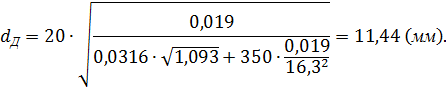 d_Д = 20 · √(0,019 / (0,0316 · √1,093 + 350 · 0,019/16,3²)) = 11,44 (мм).